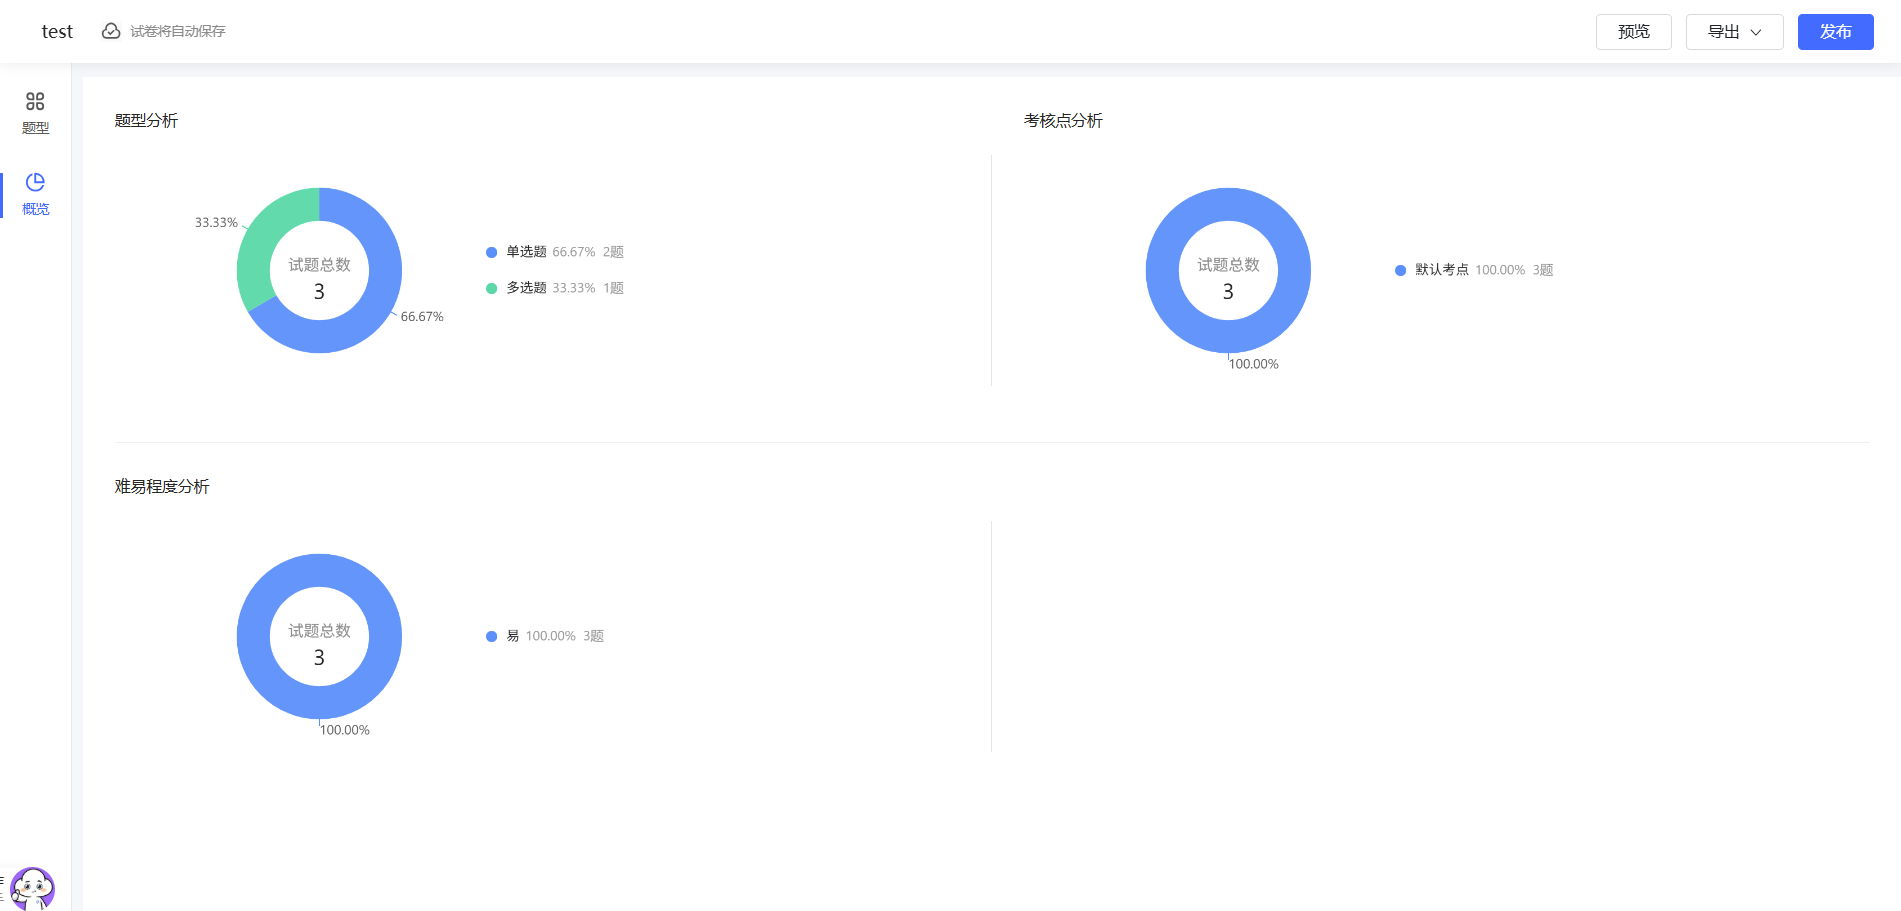 test
试卷将自动保存
预览
导出
发布
题型
概览
题型分析
33.33%
66.67%
试题总数
3
单选题 66.67% 2题
多选题 33.33% 1题
考核点分析
试题总数
3
100.00%
默认考点 100.00% 3题
难易程度分析
试题总数
3
100.00%
易 100.00% 3题